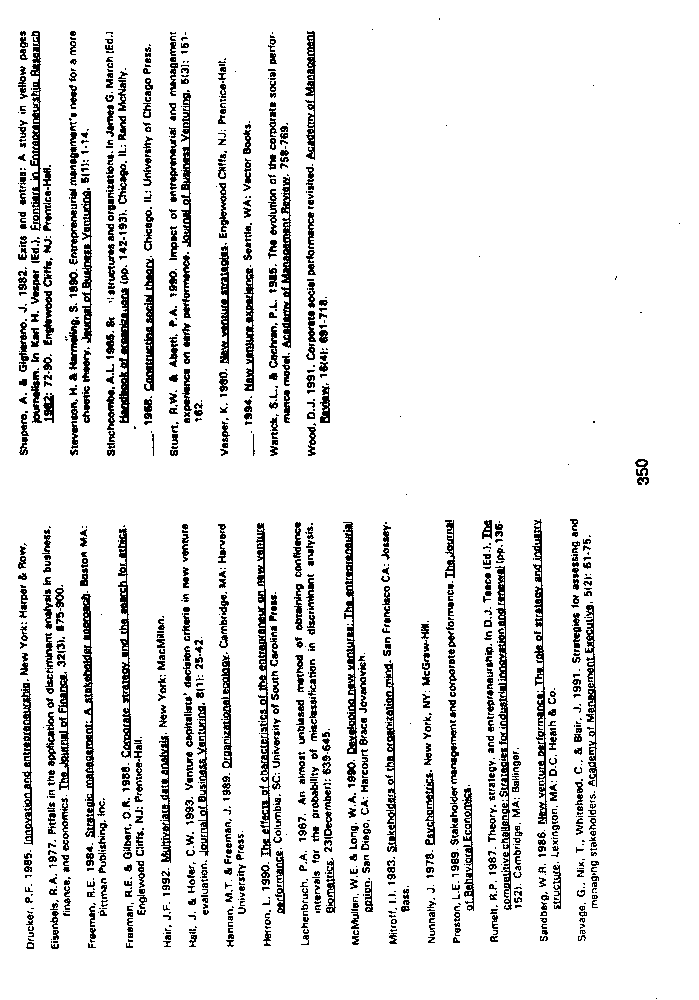 Drucker, P.F. 1985. Innovation and entrepreneurship. New York: Harper & Row.
Eisenbeis, R.A. 1977. Pitfalls in the application of discriminant analysis in business,
finance, and economics. The Journal of Finance, 32(3), 875-900.
Freeman, R.E. 1984. Strategic management: A stakeholder approach. Boston MA:
Pittman Publishing, Inc.
Freeman, R.E. & Gilbert, D.R. 1988. Corporate strategy and the search for ethics.
Englewood Cliffs, NJ: Prentice-Hall.
Hair, J.F. 1992. Multivariate data analysis. New York: MacMillan.
Hall, J. & Hofer, C.W. 1993. Venture capitalists' decision criteria in new venture
evaluation. Journal of Business Venturing, 8(1): 25-42.
Hannan, M.T. & Freeman, J. 1989. Organizational ecology. Cambridge, MA: Harvard
University Press.
Herron, L. 1990. The effects of characteristics of the entrepreneur on new venture
performance. Columbia, SC: University of South Carolina Press.
Lachenbruch, P.A. 1967. An almost unbiased method of obtaining confidence
intervals for the probability of misclassification in discriminant analysis.
Biometrics, 23(December): 639-645.
McMullan, W.E. & Long, W.A. 1990. Developing new ventures: The entrepreneurial
option. San Diego, CA: Harcourt Brace Jovanovich.
Mitroff, I.I. 1983. Stakeholders of the organization mind. San Francisco CA: Jossey-
Bass.
Nunnally, J. 1978. Psychometrics. New York, NY: McGraw-Hill.
Preston, L.E. 1989. Stakeholder management and corporate performance. The Journal
of Behavioral Economics.
Rumelt, R.P. 1987. Theory, strategy, and entrepreneurship. In D.J. Teece (Ed.), The
competitive challenge: Strategies for industrial innovation and renewal (pp.136-
152). Cambridge, MA: Ballinger.
Sandberg, W.R. 1986. New venture performance: The role of strategy and industry
structure. Lexington, MA: D.C. Heath & Co.
Savage, G., Nix, T., Whitehead, C., & Blair, J. 1991. Strategies for assessing and
managing stakeholders. Academy of Management Executive, 5(2): 61-75.
Shapero, A. & Giglierano, J. 1982. Exits and entries: A study in yellow pages
journalism. In Karl H. Vesper (Ed.), Frontiers in Entrepreneurship Research
1982: 72-90. Englewood Cliffs, NJ: Prentice-Hall.
Stevenson, H. & Harmeling, S. 1990. Entrepreneurial management's need for a more
chaotic theory. Journal of Business Venturing, 5(1): 1-14.
Stinchcombe, A.L. 1965. structures and organizations. In James G. March (Ed.)
Handbook of organizations (pp. 142-193). Chicago, IL: Rand McNally.
___. 1968. Constructing social theory. Chicago, IL: University of Chicago Press.
Stuart, R.W. & Abetti, P.A. 1990. Impact of entrepreneurial and management
experience on early performance. Journal of Business Venturing, 5(3): 151-
162.
Vesper, K. 1980. New venture strategies. Englewood Cliffs, NJ: Prentice-Hall.
___. 1994. New venture experience. Seattle, WA: Vector Books.
Wartick, S.L., & Cochran, P.L. 1985. The evolution of the corporate social perfor-
mance model. Academy of Management Review, 758-769.
Wood, D.J. 1991. Corporate social performance revisited. Academy of Management
Review, 16(4): 691-718.
350